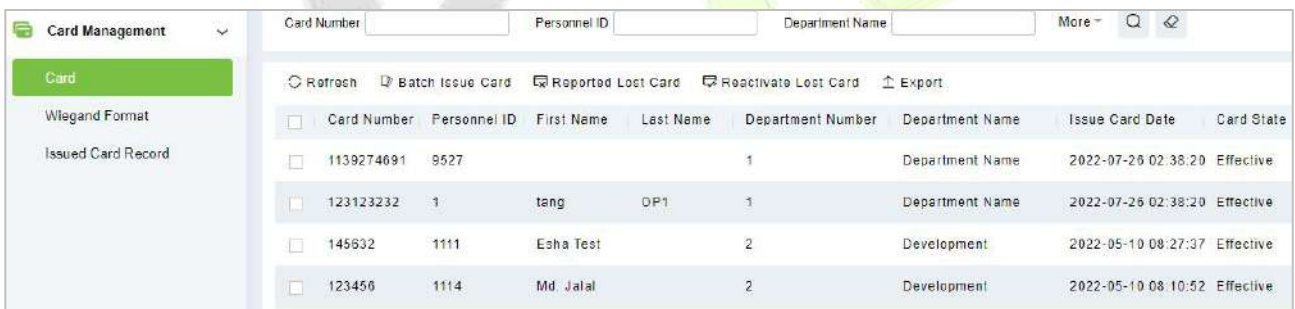 Card Management
Card
Wiegand Format
Issued Card Record
Card Number Personnel ID Department Name More
Refresh Batch Issue Card Reported Lost Card Reactivate Lost Card Export
Card Number Personnel ID First Name Last Name Department Number Department Name Issue Card Date Card State
1139274691 9527 1 Department Name 2022-07-26 02:38:20 Effective
123123232 1 tang OP1 1 Department Name 2022-07-26 02:38:20 Effective
145632 1111 Esha Test 2 Development 2022-05-10 08:27:37 Effective
123456 1114 Md. Jalal 2 Development 2022-05-10 08:10:52 Effective